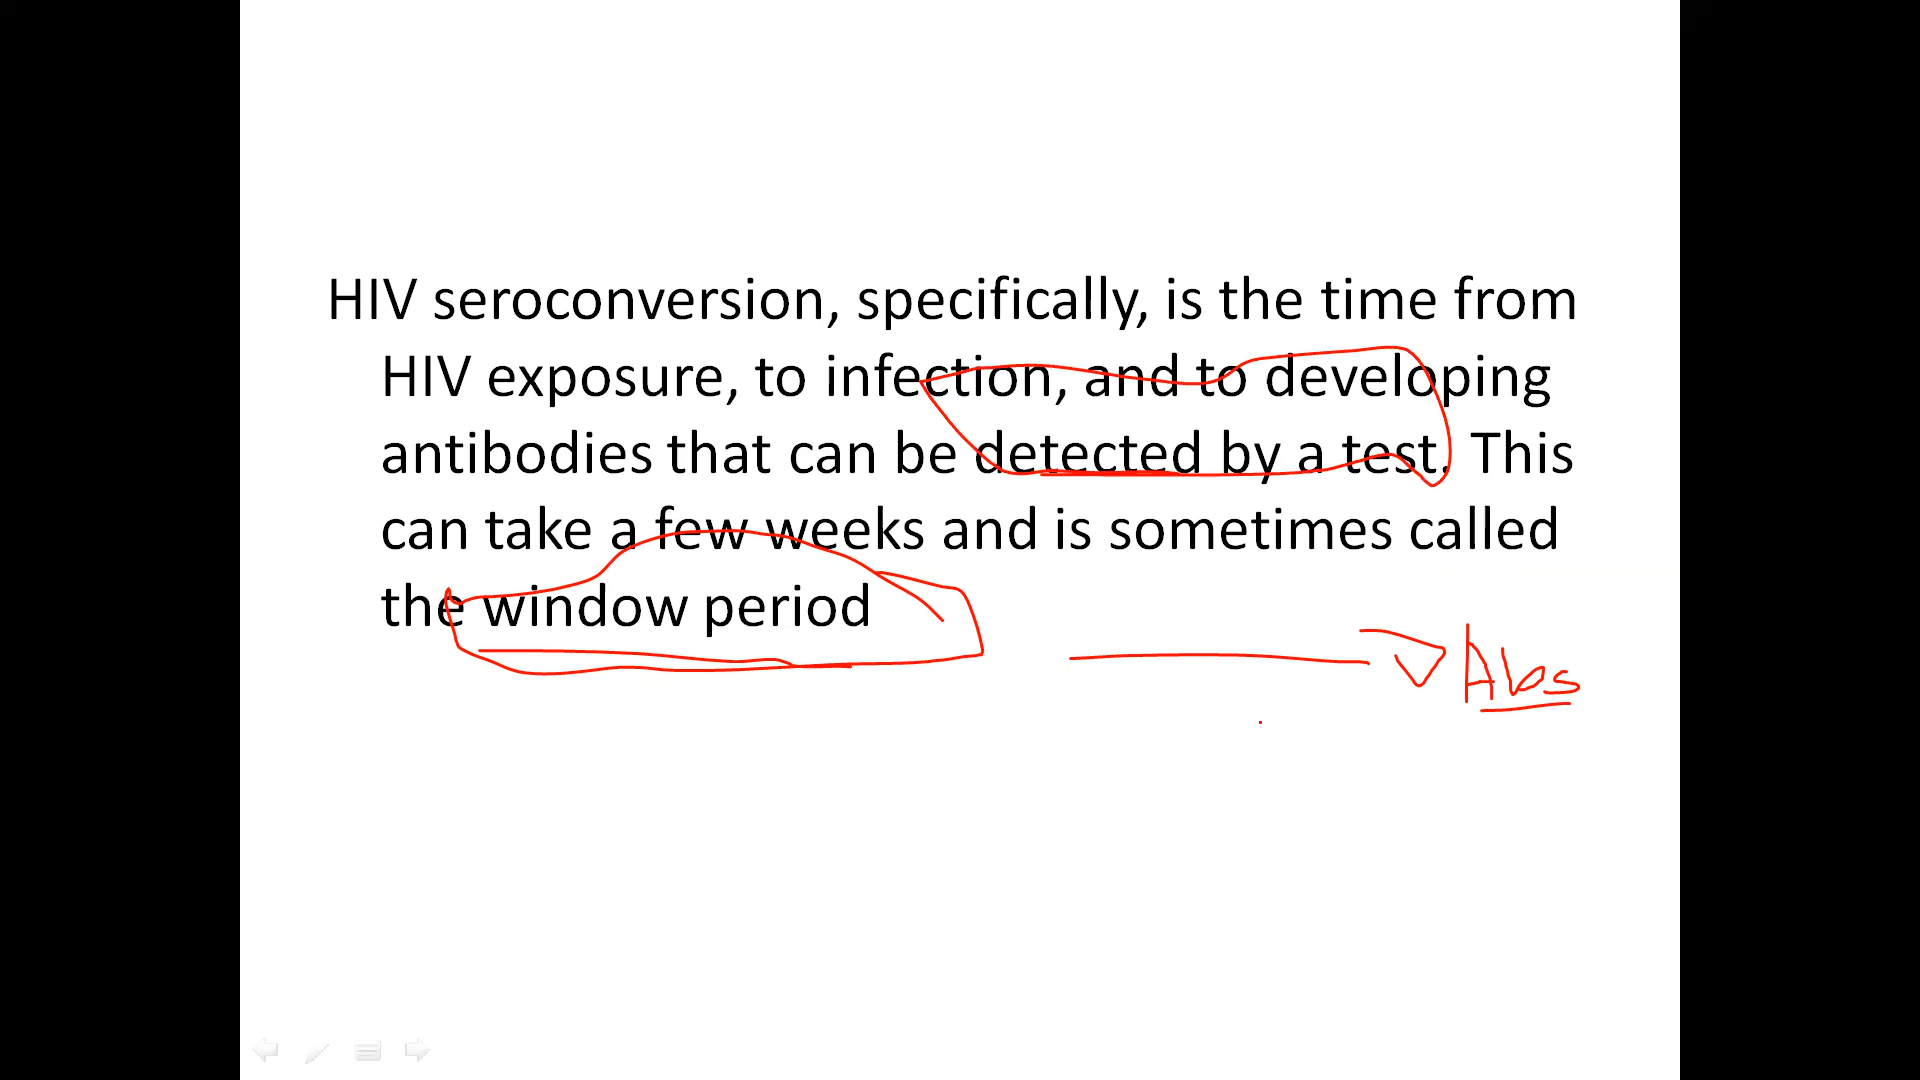 HIV seroconversion, specifically, is the time from
HIV exposure, to infection, and to developing
antibodies that can be detected by a test. This
can take a few weeks and is sometimes called
the window period
Abs